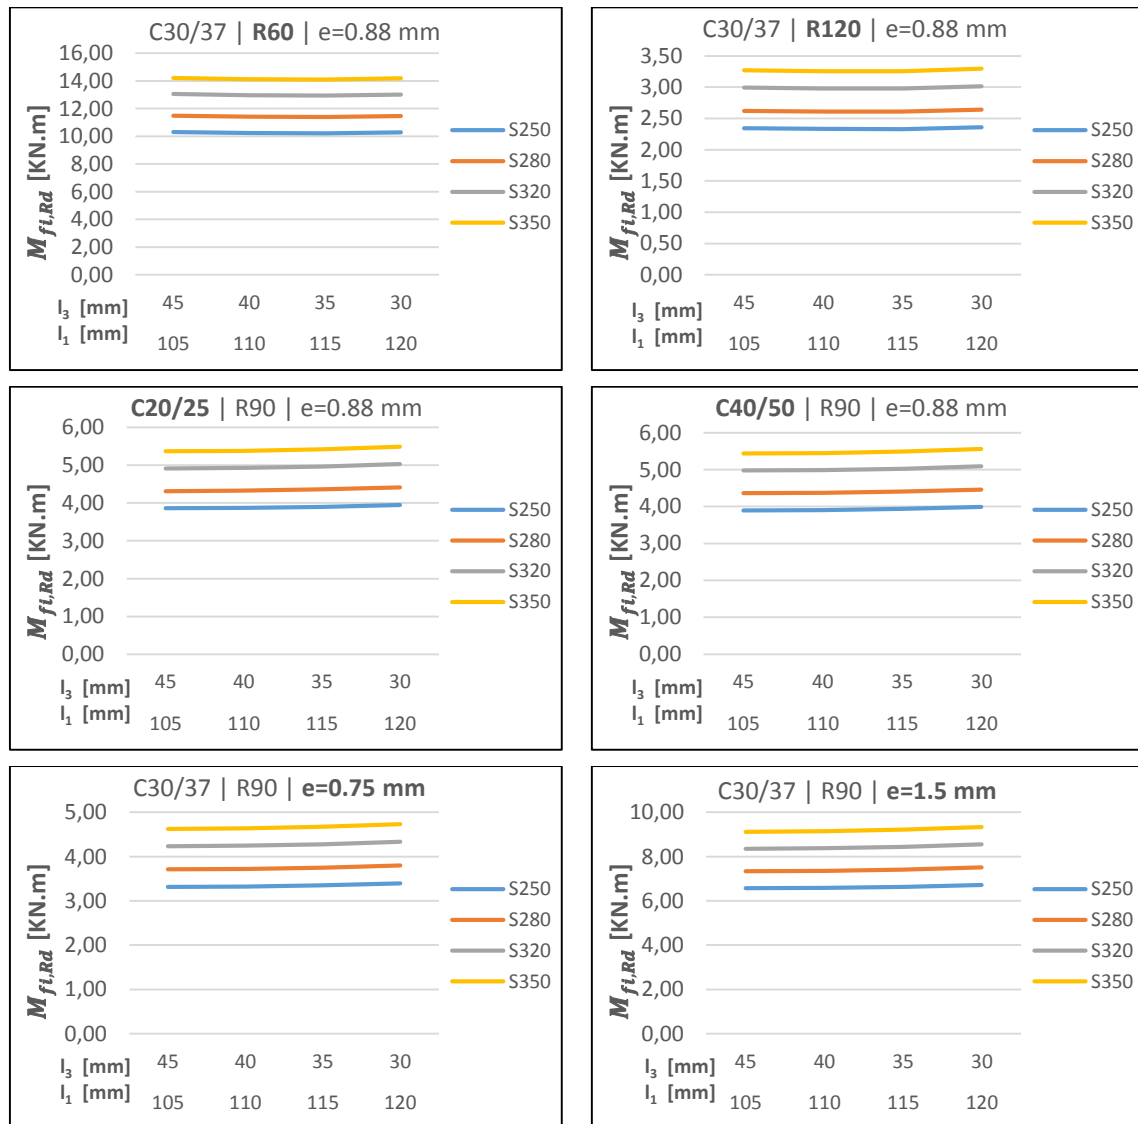 C30/37 | R60 | e=0.88 mm
16,00
14,00
12,00
10,00
8,00
6,00
4,00
2,00
0,00
M fi,Rd [KN.m]
S250
S280
S320
S350
l3 [mm] 45 40 35 30
l1 [mm] 105 110 115 120
C30/37 | R120 | e=0.88 mm
3,50
3,00
2,50
2,00
1,50
1,00
0,50
0,00
M fi,Rd [KN.m]
S250
S280
S320
S350
l3 [mm] 45 40 35 30
l1 [mm] 105 110 115 120
C20/25 | R90 | e=0.88 mm
6,00
5,00
4,00
3,00
2,00
1,00
0,00
M fi,Rd [KN.m]
S250
S280
S320
S350
l3 [mm] 45 40 35 30
l1 [mm] 105 110 115 120
C40/50 | R90 | e=0.88 mm
6,00
5,00
4,00
3,00
2,00
1,00
0,00
M fi,Rd [KN.m]
S250
S280
S320
S350
l3 [mm] 45 40 35 30
l1 [mm] 105 110 115 120
C30/37 | R90 | e=0.75 mm
5,00
4,00
3,00
2,00
1,00
0,00
M fi,Rd [KN.m]
S250
S280
S320
S350
l3 [mm] 45 40 35 30
l1 [mm] 105 110 115 120
C30/37 | R90 | e=1.5 mm
10,00
8,00
6,00
4,00
2,00
0,00
M fi,Rd [KN.m]
S250
S280
S320
S350
l3 [mm] 45 40 35 30
l1 [mm] 105 110 115 120